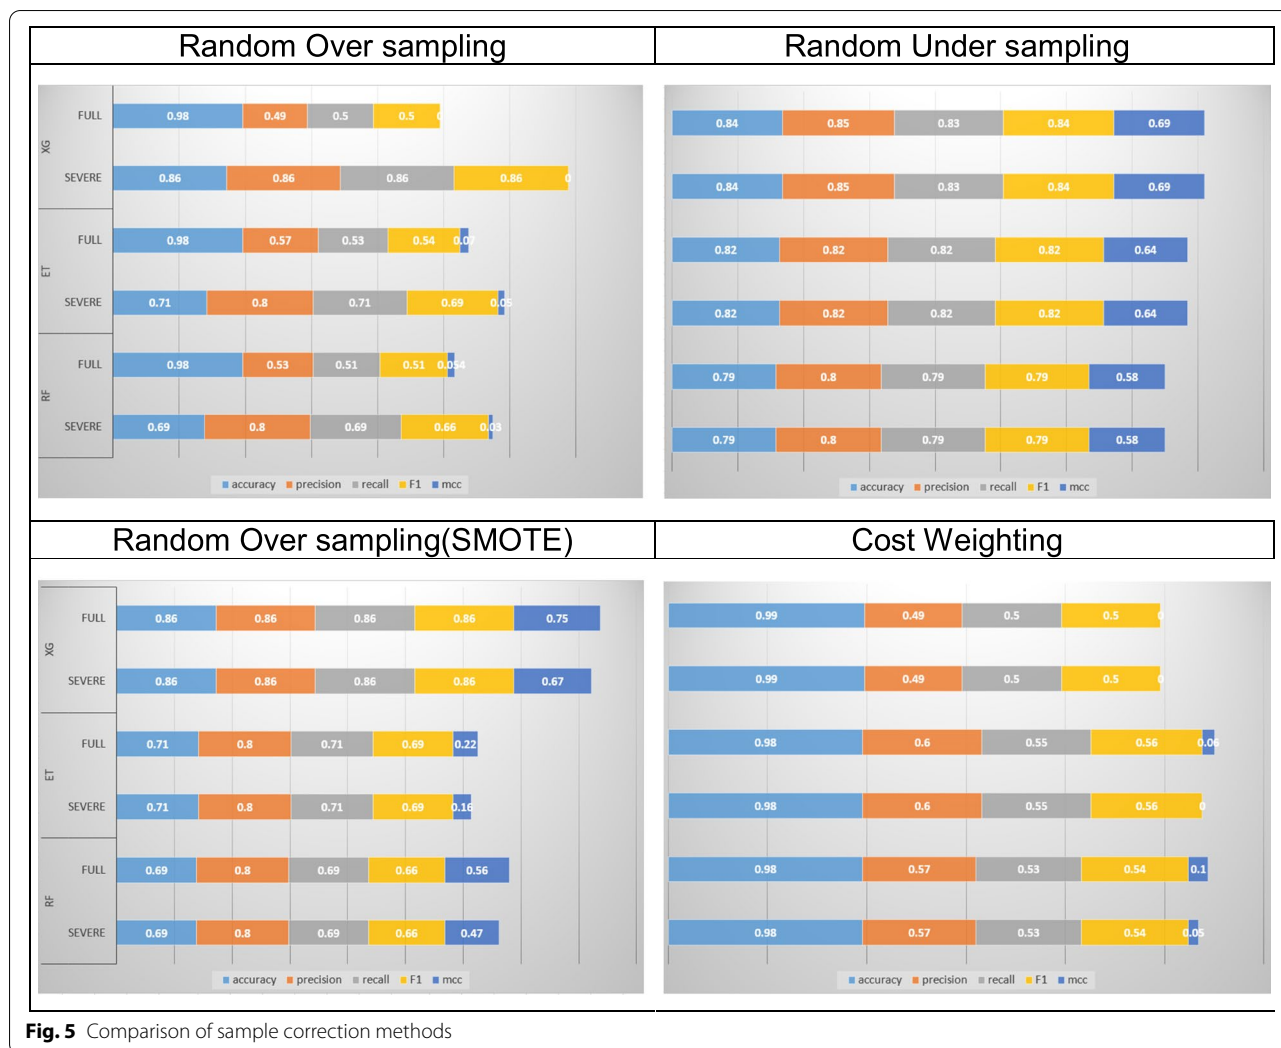 Random Over sampling
Random Under sampling
XG
FULL
0.98 0.49 0.5 0.5 0
SEVERE
0.86 0.86 0.86 0.86 0
ET
FULL
0.98 0.57 0.53 0.54 0.07
SEVERE
0.71 0.8 0.71 0.69 0.05
RF
FULL
0.98 0.53 0.51 0.51 0.054
SEVERE
0.69 0.8 0.69 0.66 0.03
accuracy precision recall F1 mcc
0.84 0.85 0.83 0.84 0.69
0.84 0.85 0.83 0.84 0.69
0.82 0.82 0.82 0.82 0.64
0.82 0.82 0.82 0.82 0.64
0.79 0.8 0.79 0.79 0.58
0.79 0.8 0.79 0.79 0.58
accuracy precision recall F1 mcc
Random Over sampling(SMOTE)
Cost Weighting
XG
FULL
0.86 0.86 0.86 0.86 0.75
SEVERE
0.86 0.86 0.86 0.86 0.67
ET
FULL
0.71 0.8 0.71 0.69 0.22
SEVERE
0.71 0.8 0.71 0.69 0.16
RF
FULL
0.69 0.8 0.69 0.66 0.56
SEVERE
0.69 0.8 0.69 0.66 0.47
accuracy precision recall F1 mcc
0.99 0.49 0.5 0.5 0
0.99 0.49 0.5 0.5 0
0.98 0.6 0.55 0.56 0.06
0.98 0.6 0.55 0.56 0
0.98 0.57 0.53 0.54 0.1
0.98 0.57 0.53 0.54 0.05
accuracy precision recall F1 mcc
Fig. 5 Comparison of sample correction methods